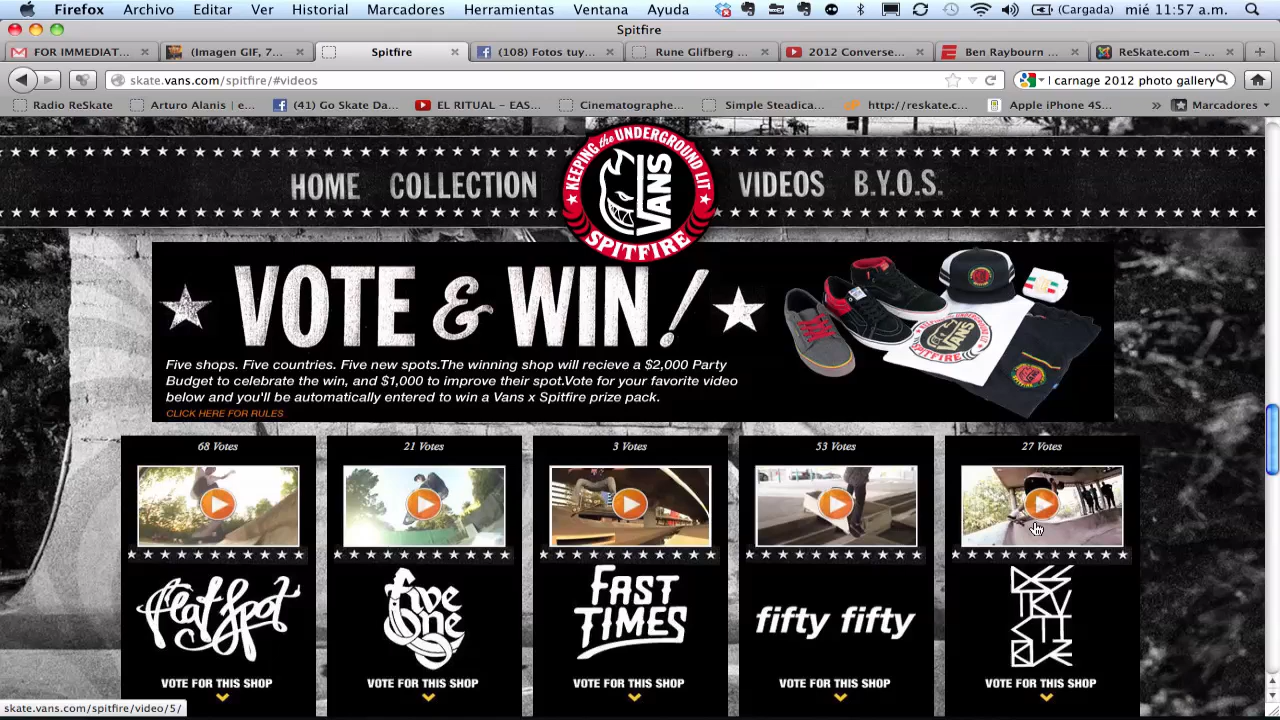 Firefox Archivo Editar Ver Historial Marcadores Herramientas Ventana Ayuda (Cargada) mié 11:57 a.m.
Spitfire
FOR IMMEDIAT... (Imagen GIF, 7... Spitfire (108) Fotos tuy... Rune Glifberg ... 2012 Converse... Ben Raybourn ... ReSkate.com – ...
skate.vans.com/spitfire/#videos l carnage 2012 photo gallery
Radio ReSkate Arturo Alanis | e... (41) Go Skate Da... EL RITUAL - EAS... Cinematographe... Simple Steadica... http://reskate.c... Apple iPhone 4S... » Marcadores
KEEPING the UNDERGROUND LIT
HOME COLLECTION VANS VIDEOS B.Y.O.S.
SPITFIRE
VOTE & WIN!
Five shops. Five countries. Five new spots.The winning shop will recieve a $2,000 Party
Budget to celebrate the win, and $1,000 to improve their spot.Vote for your favorite video
below and you'll be automatically entered to win a Vans x Spitfire prize pack.
CLICK HERE FOR RULES
VANS
SPITFIRE
68 Votes 21 Votes 3 Votes 53 Votes 27 Votes
flatspot Five One FAST TIMES fifty fifty
VOTE FOR THIS SHOP VOTE FOR THIS SHOP VOTE FOR THIS SHOP VOTE FOR THIS SHOP VOTE FOR THIS SHOP
skate.vans.com/spitfire/video/5/